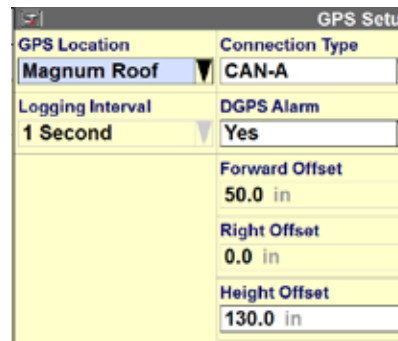 GPS Setu
GPS Location
Magnum Roof
Logging Interval
1 Second
Connection Type
CAN-A
DGPS Alarm
Yes
Forward Offset
50.0 in
Right Offset
0.0 in
Height Offset
130.0 in